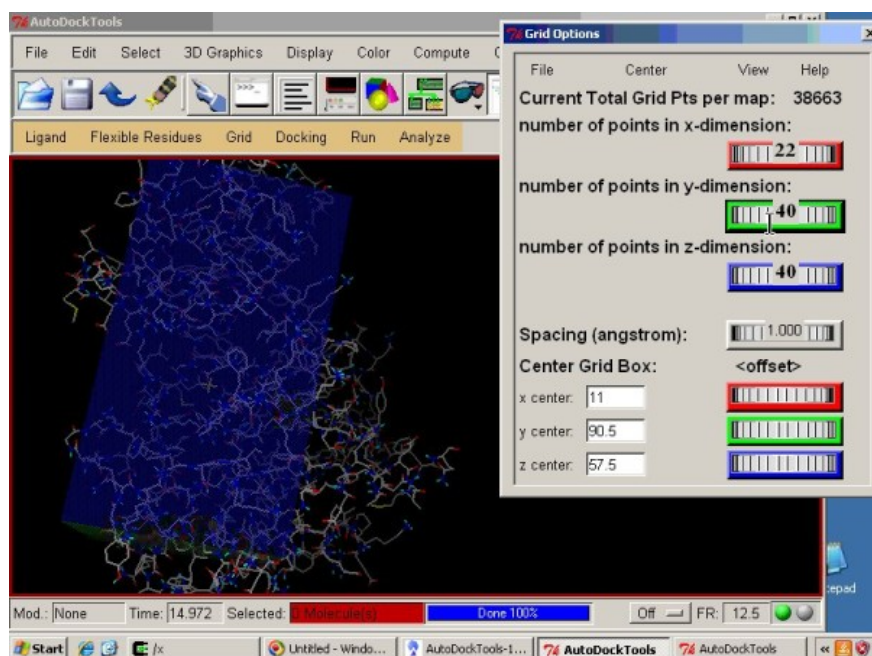 AutoDockTools
Grid Options
File Edit Select 3D Graphics Display Color Compute
File Center View Help
Current Total Grid Pts per map: 38663
number of points in x-dimension:
22
Ligand Flexible Residues Grid Docking Run Analyze
number of points in y-dimension:
40
number of points in z-dimension:
40
Spacing (angstrom): 1.000
Center Grid Box: <offset>
x center: 11
y center: 90.5
z center: 57.5
Mod.: None Time: 14.972 Selected: 0 Molecule(s) Done 100% Off FR: 12.5
Start Untitled - Windo... AutoDockTools-1... AutoDockTools AutoDockTools